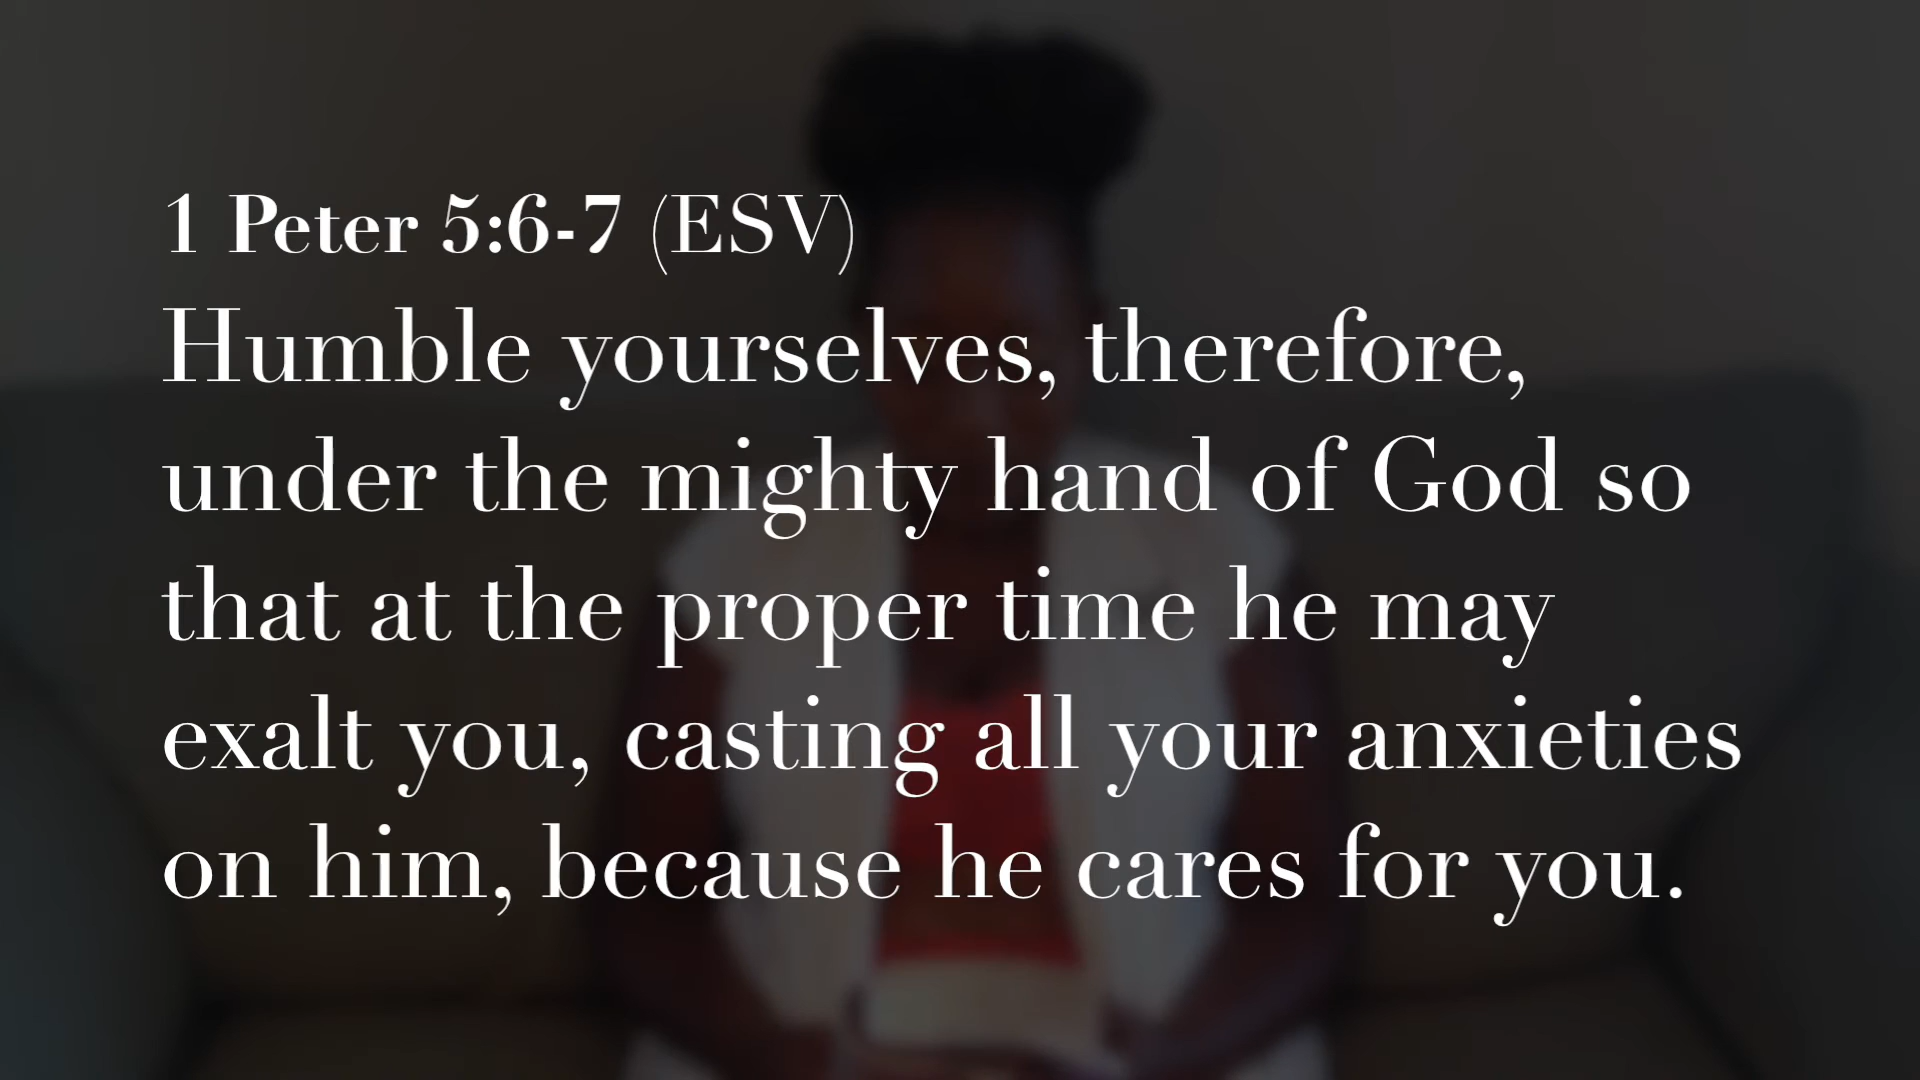 1 Peter 5:6-7 (ESV)
Humble yourselves, therefore,
under the mighty hand of God so
that at the proper time he may
exalt you, casting all your anxieties
on him, because he cares for you.